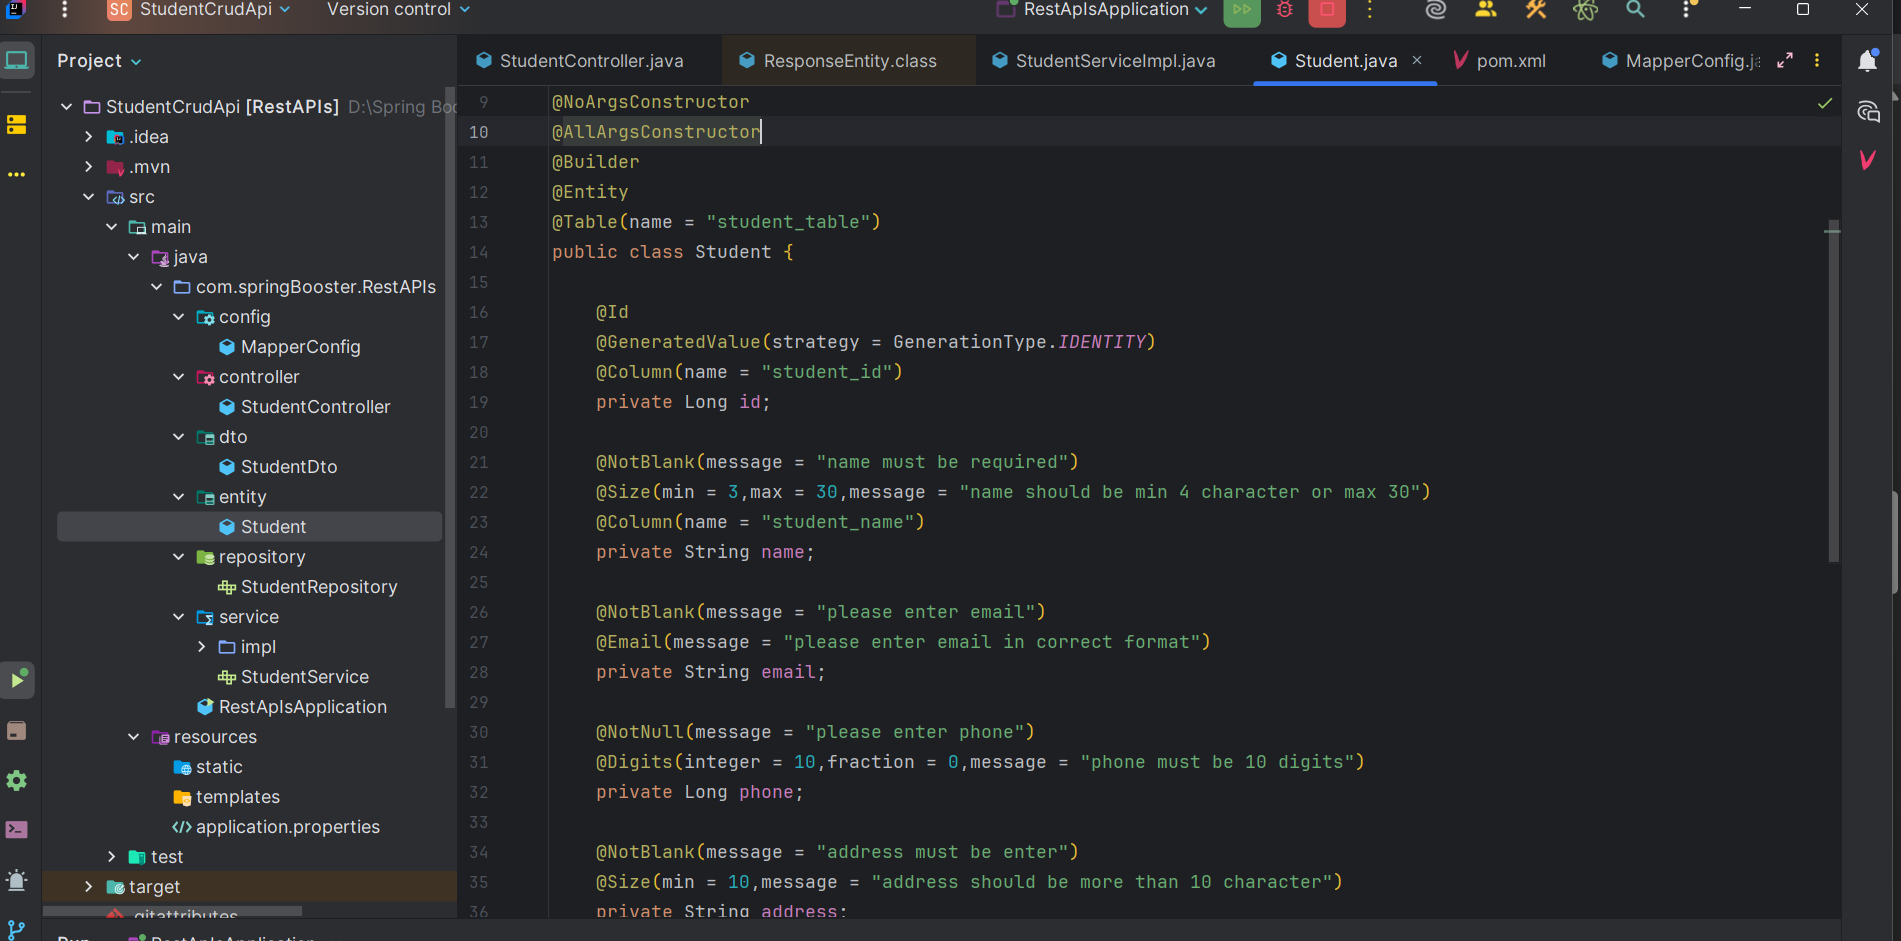 SC StudentCrudApi Version control RestApIsApplication
Project
StudentController.java ResponseEntity.class StudentServiceImpl.java Student.java pom.xml MapperConfig.ja
StudentCrudApi [RestAPIs] D:\Spring Boo
.idea
.mvn
src
main
java
com.springBooster.RestAPIs
config
MapperConfig
controller
StudentController
dto
StudentDto
entity
Student
repository
StudentRepository
service
impl
StudentService
RestApIsApplication
resources
static
templates
application.properties
test
target
.gitattributes
Run RestApIsApplication
9 @NoArgsConstructor
10 @AllArgsConstructor
11 @Builder
12 @Entity
13 @Table(name = "student_table")
14 public class Student {
15
16 @Id
17 @GeneratedValue(strategy = GenerationType.IDENTITY)
18 @Column(name = "student_id")
19 private Long id;
20
21 @NotBlank(message = "name must be required")
22 @Size(min = 3,max = 30,message = "name should be min 4 character or max 30")
23 @Column(name = "student_name")
24 private String name;
25
26 @NotBlank(message = "please enter email")
27 @Email(message = "please enter email in correct format")
28 private String email;
29
30 @NotNull(message = "please enter phone")
31 @Digits(integer = 10,fraction = 0,message = "phone must be 10 digits")
32 private Long phone;
33
34 @NotBlank(message = "address must be enter")
35 @Size(min = 10,message = "address should be more than 10 character")
36 private String address;